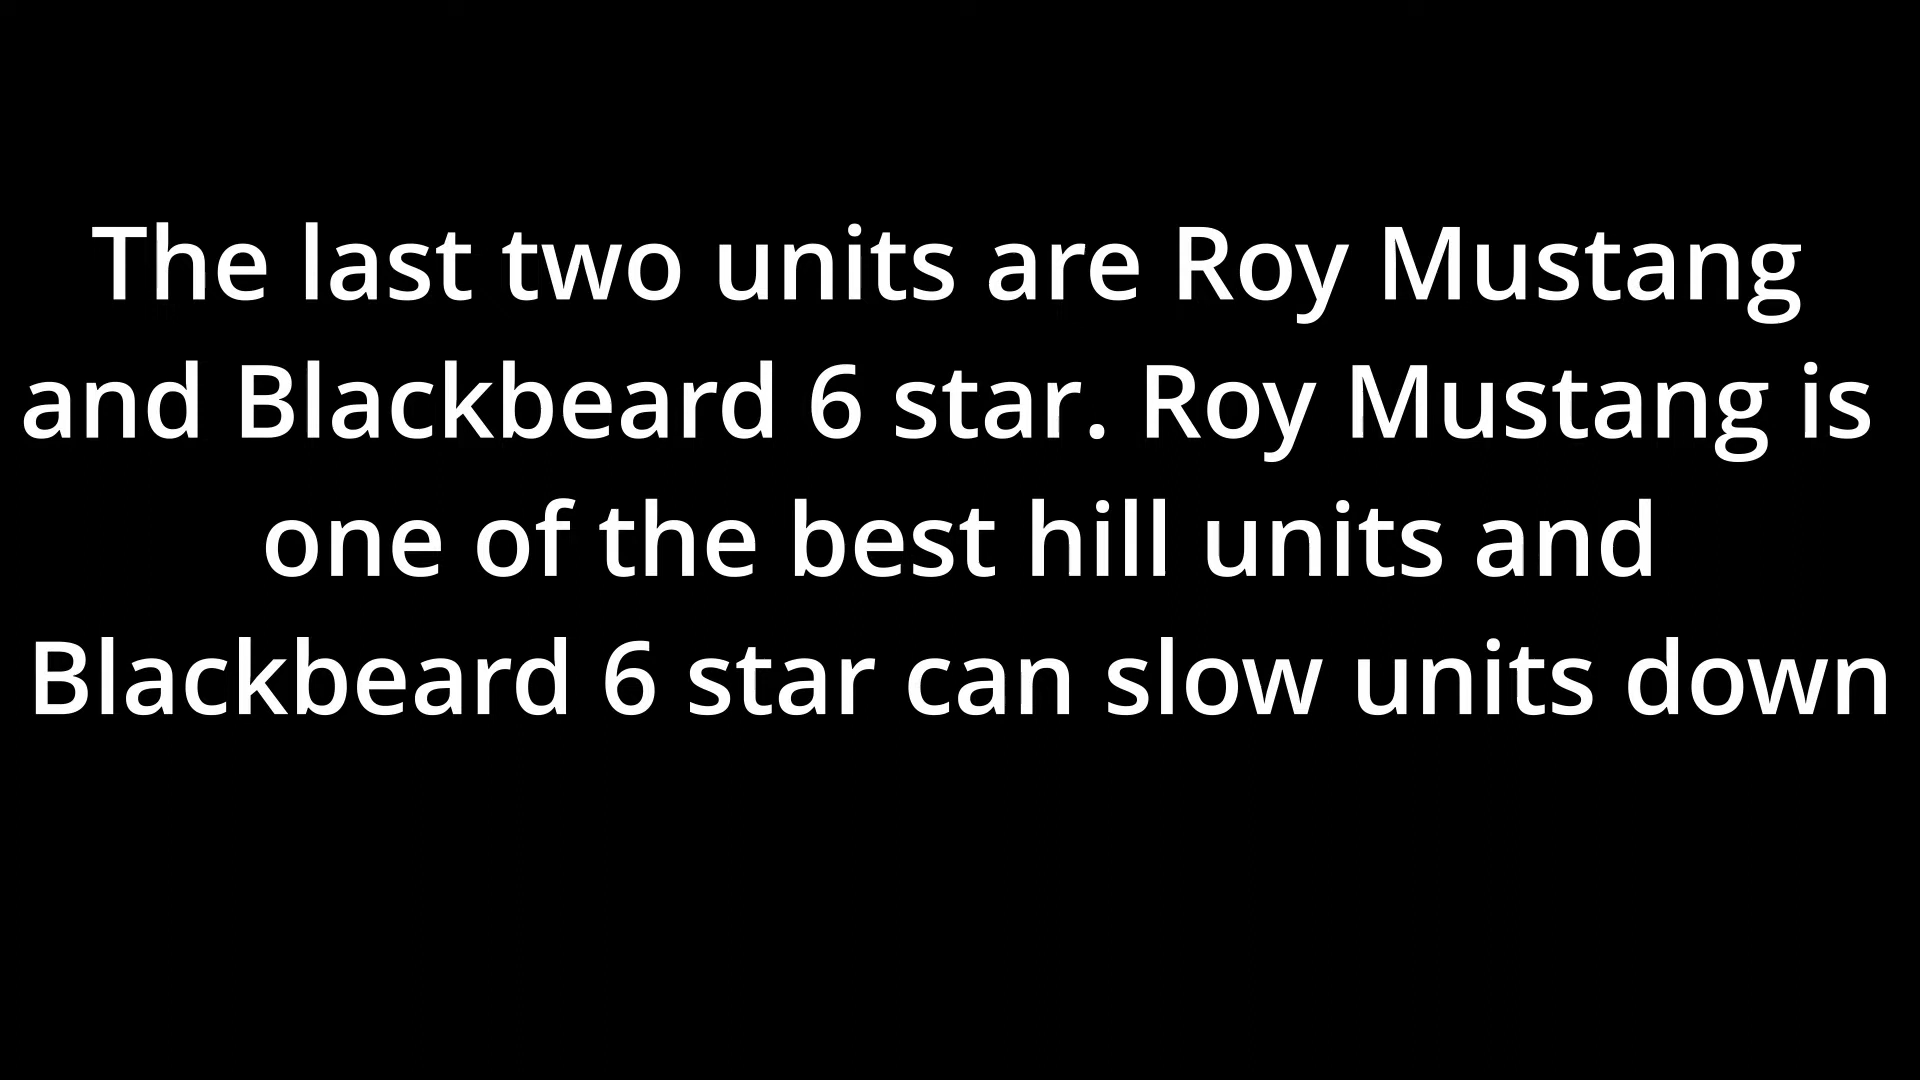 The last two units are Roy Mustang
and Blackbeard 6 star. Roy Mustang is
one of the best hill units and
Blackbeard 6 star can slow units down